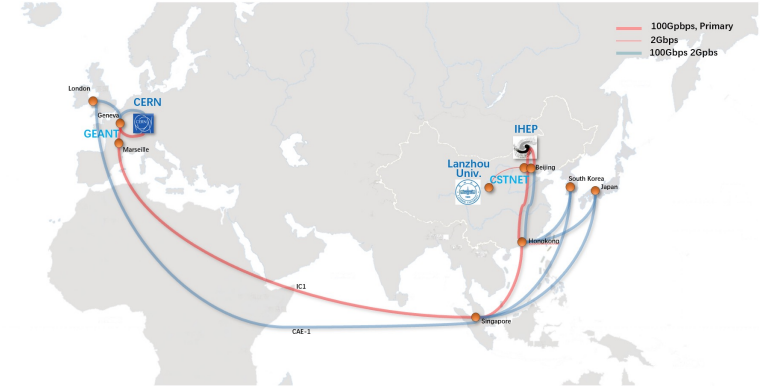 100Gpbps, Primary
2Gbps
100Gbps 2Gpbs
London
CERN
Geneva
CERN
GEANT
Marseille
IHEP
Lanzhou
Univ.
Beijing
CSTNET
South Korea
Japan
Hongkong
IC1
Singapore
CAE-1